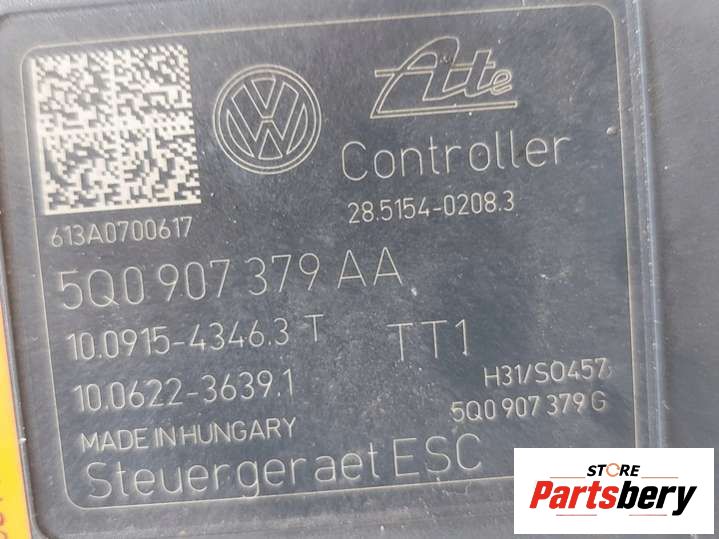 Ate
Controller
28.5154-0208.3
613A0700617
5Q0 907 379 AA
10.0915-4346.3 T
TT1
10.0622-3639.1
H31/S0457
5Q0 907 379 G
MADE IN HUNGARY
Steuergeraet ESC
STORE
Partsbery